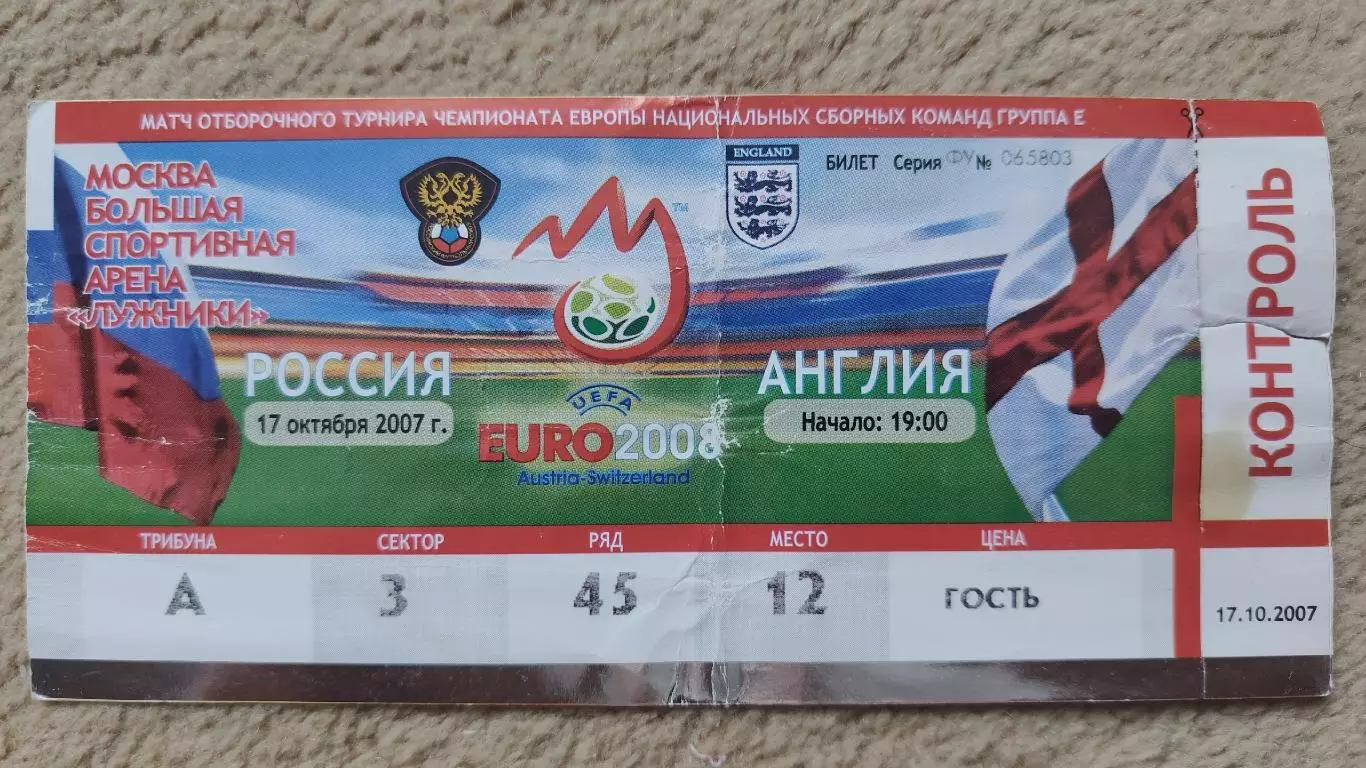 МАТЧ ОТБОРОЧНОГО ТУРНИРА ЧЕМПИОНАТА ЕВРОПЫ НАЦИОНАЛЬНЫХ СБОРНЫХ КОМАНД ГРУППА Е
МОСКВА
БОЛЬШАЯ
СПОРТИВНАЯ
АРЕНА
«ЛУЖНИКИ»
ENGLAND
БИЛЕТ Серия ФУ № 065803
TM
РОССИЯ
АНГЛИЯ
17 октября 2007 г.
Начало: 19:00
UEFA
EURO2008
Austria-Switzerland
ТРИБУНА СЕКТОР РЯД МЕСТО ЦЕНА
А 3 45 12 ГОСТЬ
КОНТРОЛЬ
17.10.2007